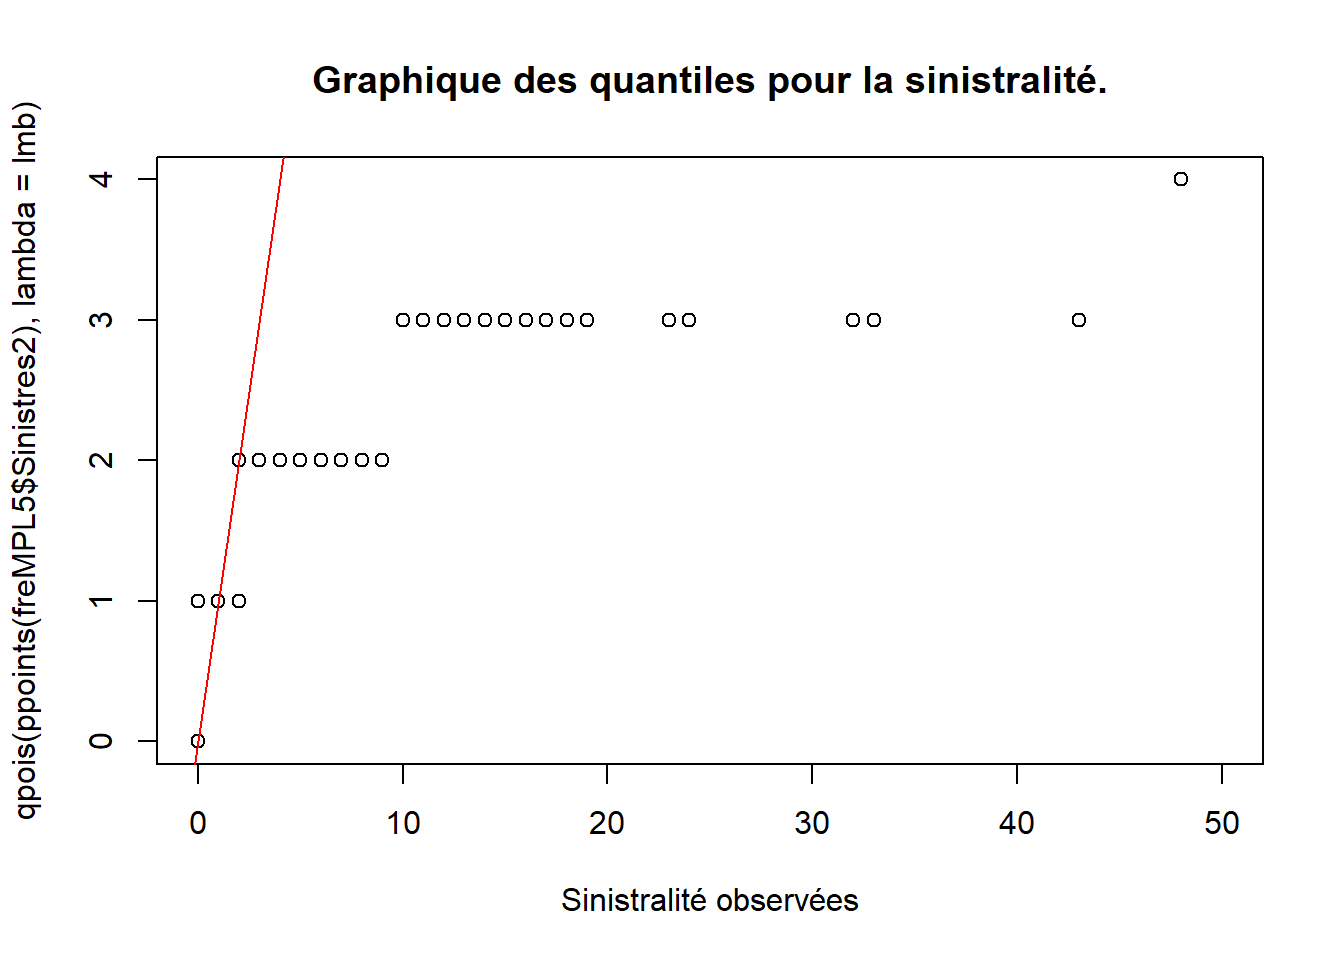 Graphique des quantiles pour la sinistralité.
qpois(ppoints(freMPL5$Sinistres2), lambda = lmb)
4
3
2
1
0
0 10 20 30 40 50
Sinistralité observées